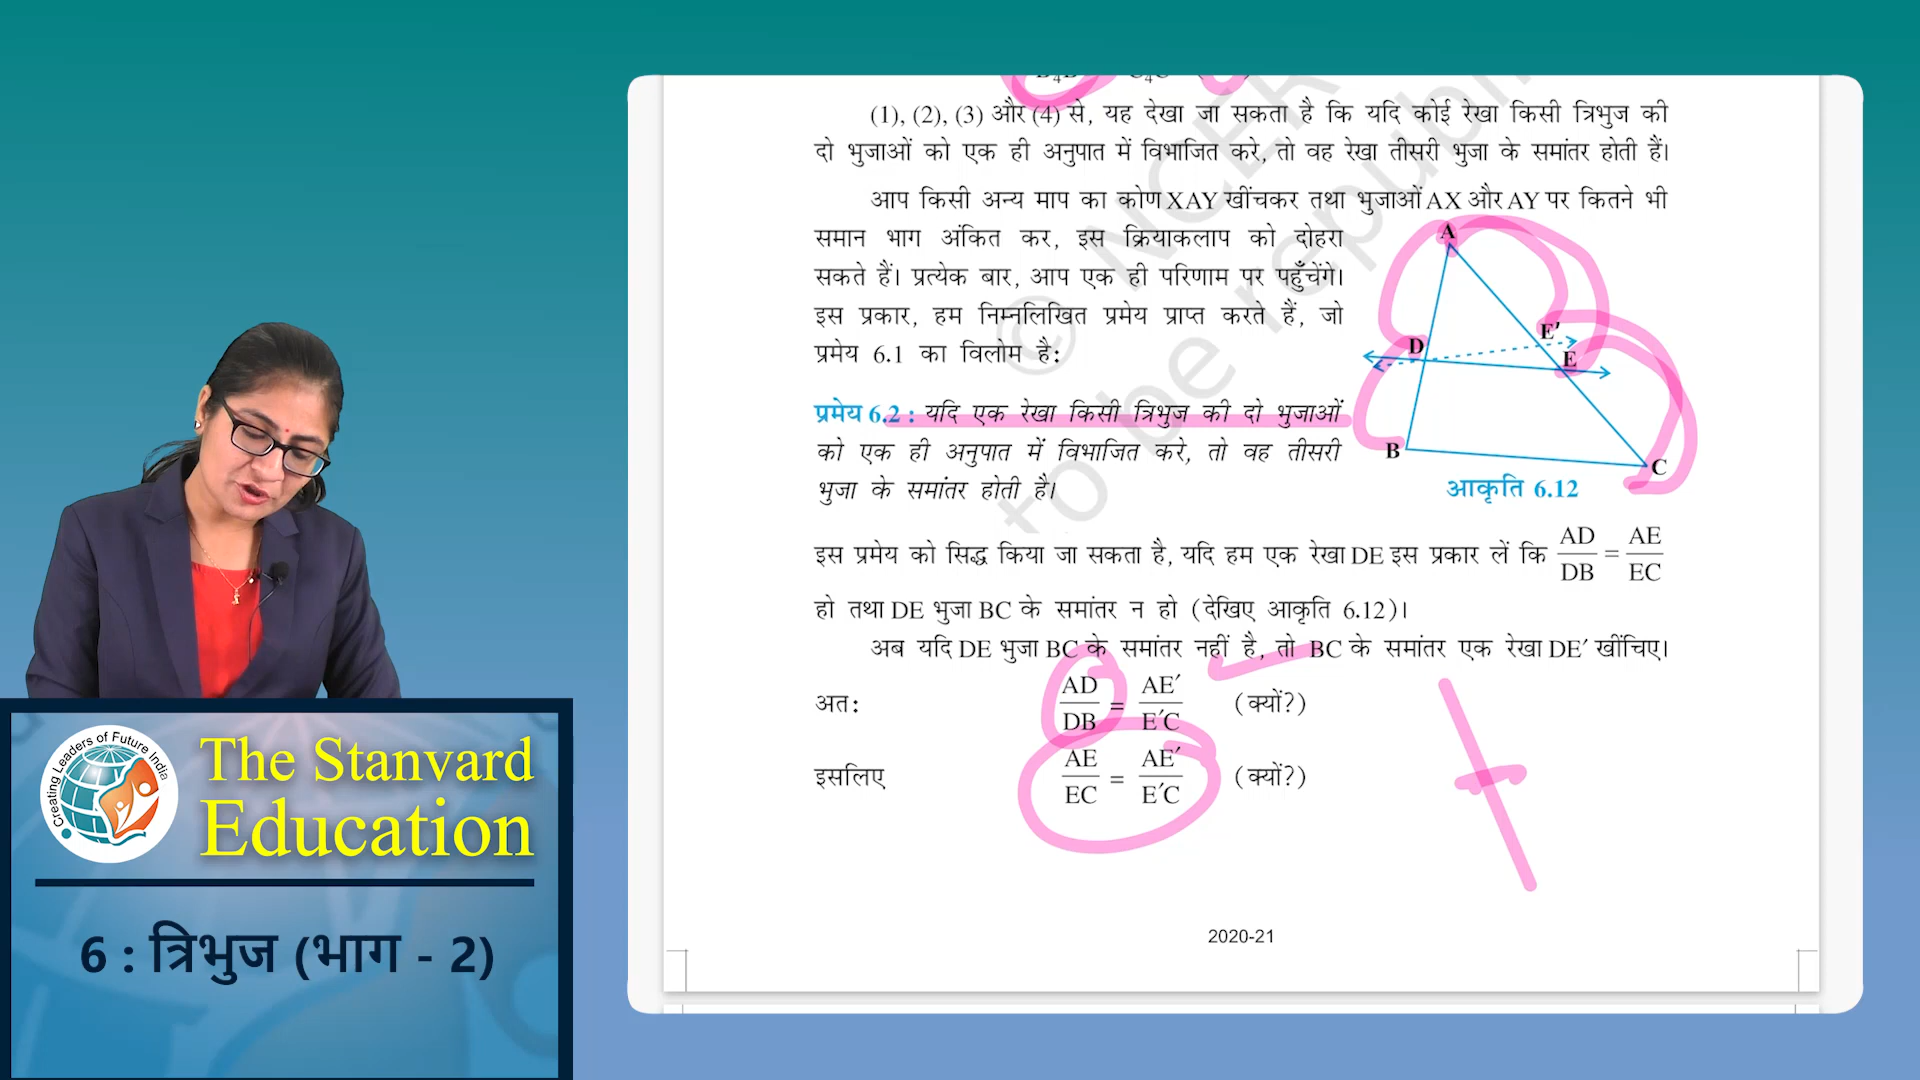 (1), (2), (3) और (4) से, यह देखा जा सकता है कि यदि कोई रेखा किसी त्रिभुज की
दो भुजाओं को एक ही अनुपात में विभाजित करे, तो वह रेखा तीसरी भुजा के समांतर होती हैं।
आप किसी अन्य माप का कोण XAY खींचकर तथा भुजाओं AX और AY पर कितने भी
समान भाग अंकित कर, इस क्रियाकलाप को दोहरा
सकते हैं। प्रत्येक बार, आप एक ही परिणाम पर पहुँचेंगे।
इस प्रकार, हम निम्नलिखित प्रमेय प्राप्त करते हैं, जो
प्रमेय 6.1 का विलोम है:
प्रमेय 6.2 : यदि एक रेखा किसी त्रिभुज की दो भुजाओं
को एक ही अनुपात में विभाजित करे, तो वह तीसरी
भुजा के समांतर होती है।
A
E′
D
E
B
C
आकृति 6.12
इस प्रमेय को सिद्ध किया जा सकता है, यदि हम एक रेखा DE इस प्रकार लें कि AD/DB = AE/EC
हो तथा DE भुजा BC के समांतर न हो (देखिए आकृति 6.12)।
अब यदि DE भुजा BC के समांतर नहीं है, तो BC के समांतर एक रेखा DE′ खींचिए।
अत: AD/DB = AE′/E′C (क्यों?)
इसलिए AE/EC = AE′/E′C (क्यों?)
2020-21
© NCER
to be republi
Creating Leaders of Future India
The Stanvard
Education
6 : त्रिभुज (भाग - 2)